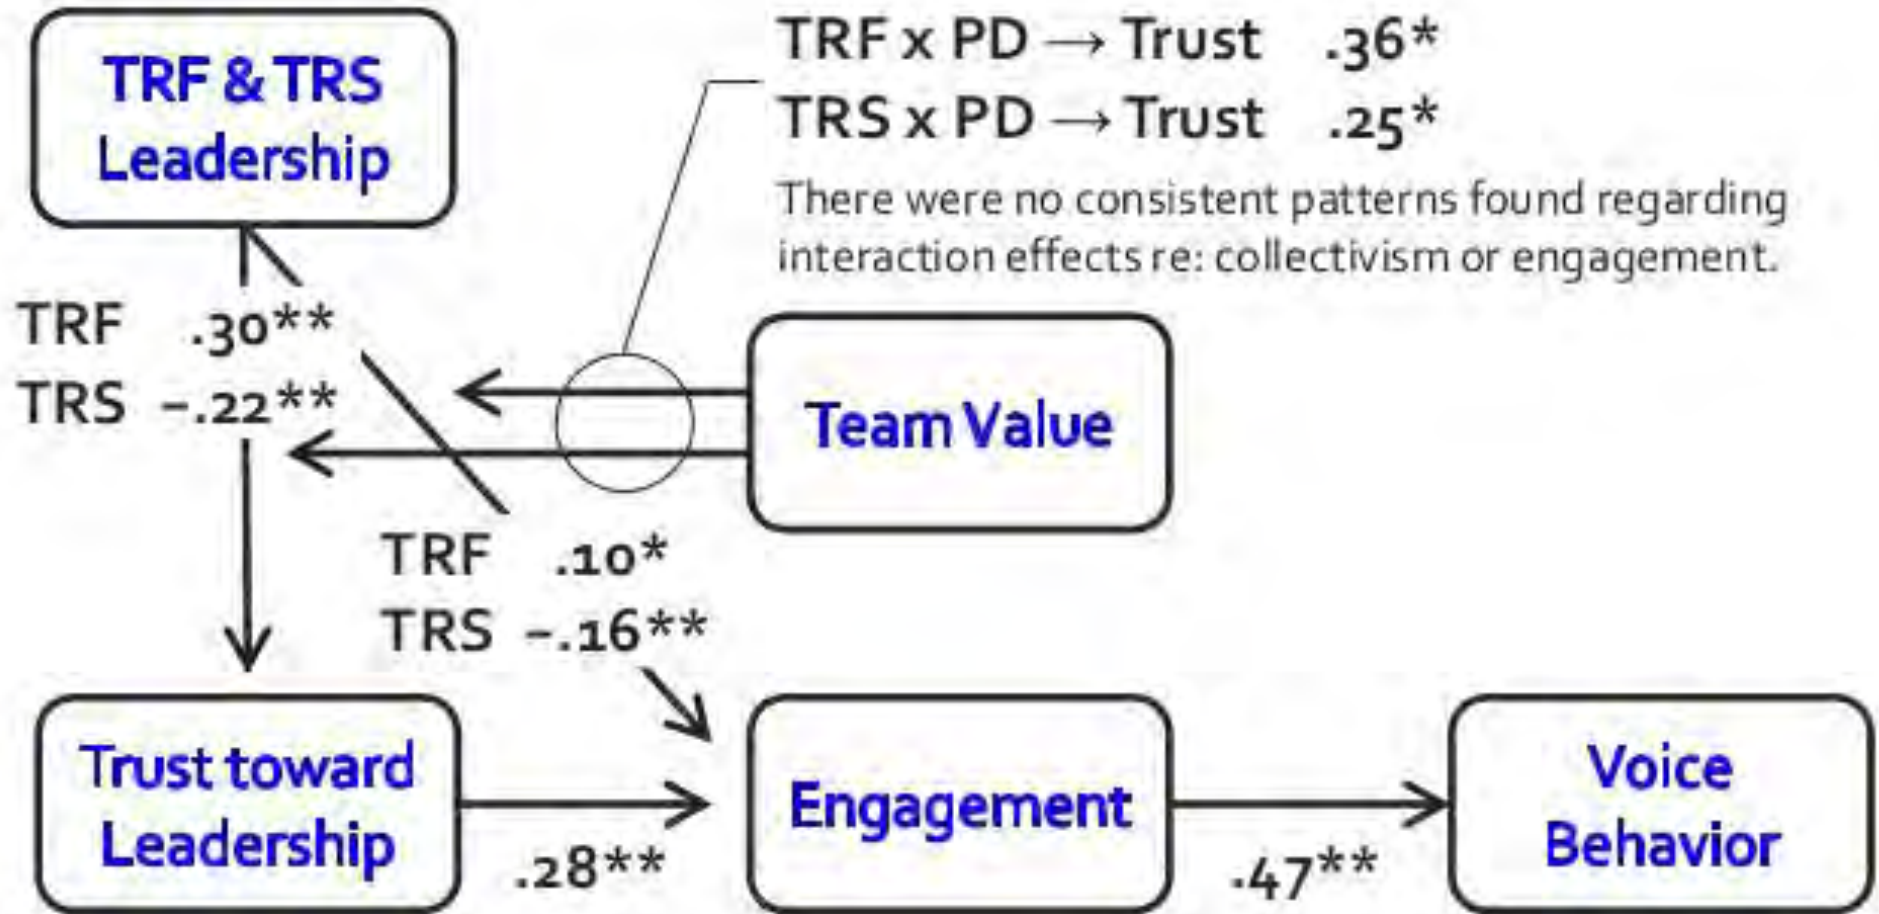 TRF & TRS
Leadership
TRF x PD → Trust .36*
TRS x PD → Trust .25*
There were no consistent patterns found regarding
interaction effects re: collectivism or engagement.
TRF .30**
TRS -.22**
Team Value
TRF .10*
TRS -.16**
Trust toward
Leadership
.28**
Engagement
.47**
Voice
Behavior